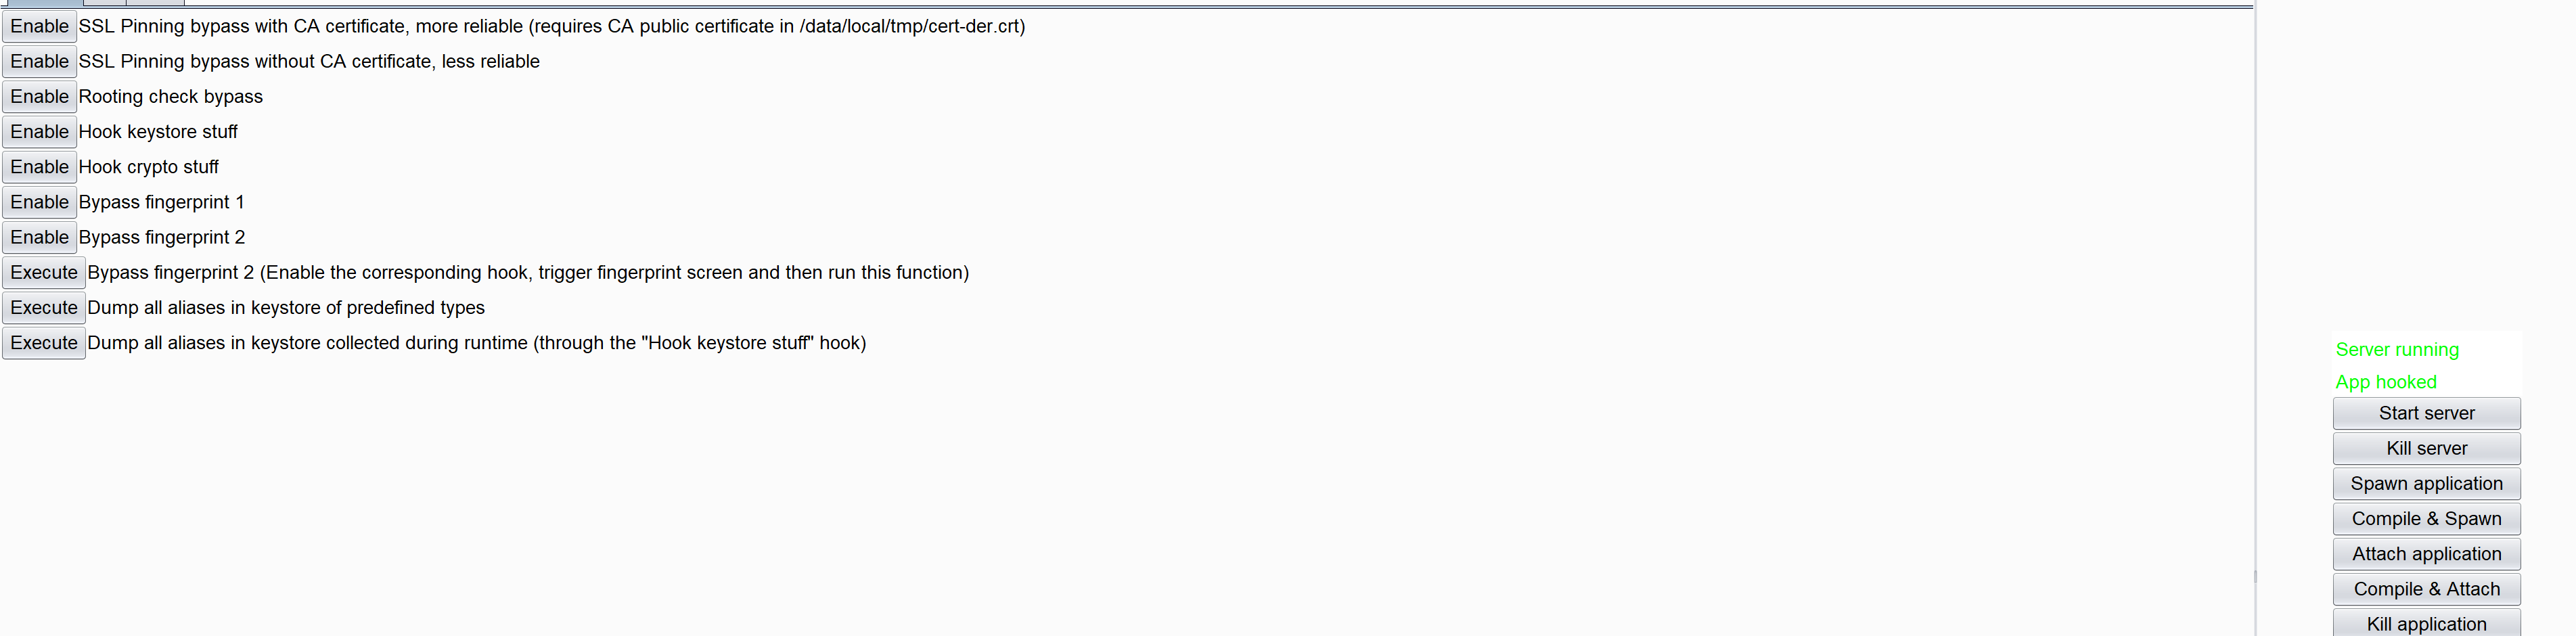 Enable SSL Pinning bypass with CA certificate, more reliable (requires CA public certificate in /data/local/tmp/cert-der.crt)
Enable SSL Pinning bypass without CA certificate, less reliable
Enable Rooting check bypass
Enable Hook keystore stuff
Enable Hook crypto stuff
Enable Bypass fingerprint 1
Enable Bypass fingerprint 2
Execute Bypass fingerprint 2 (Enable the corresponding hook, trigger fingerprint screen and then run this function)
Execute Dump all aliases in keystore of predefined types
Execute Dump all aliases in keystore collected during runtime (through the "Hook keystore stuff" hook)
Server running
App hooked
Start server
Kill server
Spawn application
Compile & Spawn
Attach application
Compile & Attach
Kill application